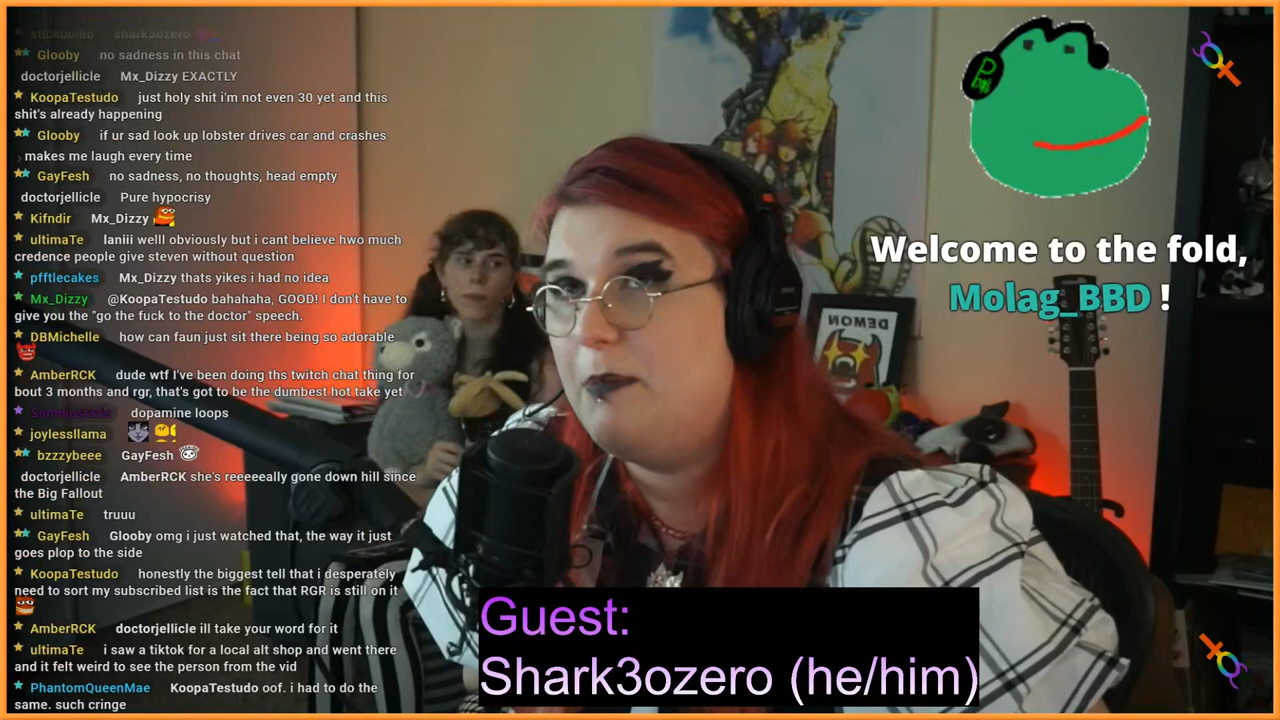 shark3ozero
Glooby no sadness in this chat
doctorjellicle Mx_Dizzy EXACTLY
KoopaTestudo just holy shit i'm not even 30 yet and this
shit's already happening
Glooby if ur sad look up lobster drives car and crashes
makes me laugh every time
GayFesh no sadness, no thoughts, head empty
doctorjellicle Pure hypocrisy
Kifndir Mx_Dizzy
ultimaTe laniii welll obviously but i cant believe hwo much
credence people give steven without question
pfftlecakes Mx_Dizzy thats yikes i had no idea
Mx_Dizzy @KoopaTestudo bahahaha, GOOD! I don't have to
give you the "go the fuck to the doctor" speech.
DBMichelle how can faun just sit there being so adorable
AmberRCK dude wtf I've been doing ths twitch chat thing for
bout 3 months and rgr, that's got to be the dumbest hot take yet
dopamine loops
joylessllama
bzzzybeee GayFesh
doctorjellicle AmberRCK she's reeeeeally gone down hill since
the Big Fallout
ultimaTe truuu
GayFesh Glooby omg i just watched that, the way it just
goes plop to the side
KoopaTestudo honestly the biggest tell that i desperately
need to sort my subscribed list is the fact that RGR is still on it
AmberRCK doctorjellicle ill take your word for it
ultimaTe i saw a tiktok for a local alt shop and went there
and it felt weird to see the person from the vid
PhantomQueenMae KoopaTestudo oof. i had to do the
same. such cringe
Welcome to the fold,
Molag_BBD !
DEMON
Guest:
Shark3ozero (he/him)